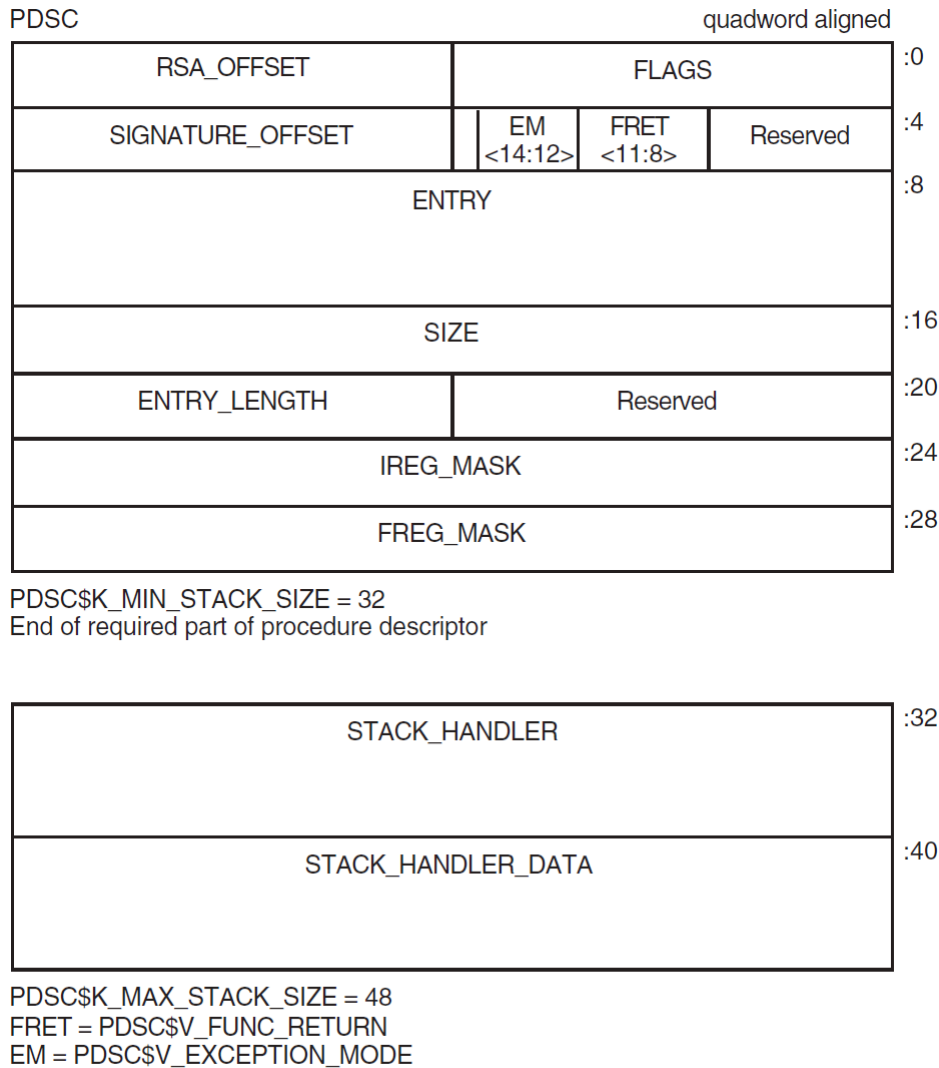 PDSC quadword aligned
RSA_OFFSET FLAGS :0
SIGNATURE_OFFSET EM <14:12> FRET <11:8> Reserved :4
ENTRY :8
SIZE :16
ENTRY_LENGTH Reserved :20
IREG_MASK :24
FREG_MASK :28
PDSC$K_MIN_STACK_SIZE = 32
End of required part of procedure descriptor
STACK_HANDLER :32
STACK_HANDLER_DATA :40
PDSC$K_MAX_STACK_SIZE = 48
FRET = PDSC$V_FUNC_RETURN
EM = PDSC$V_EXCEPTION_MODE